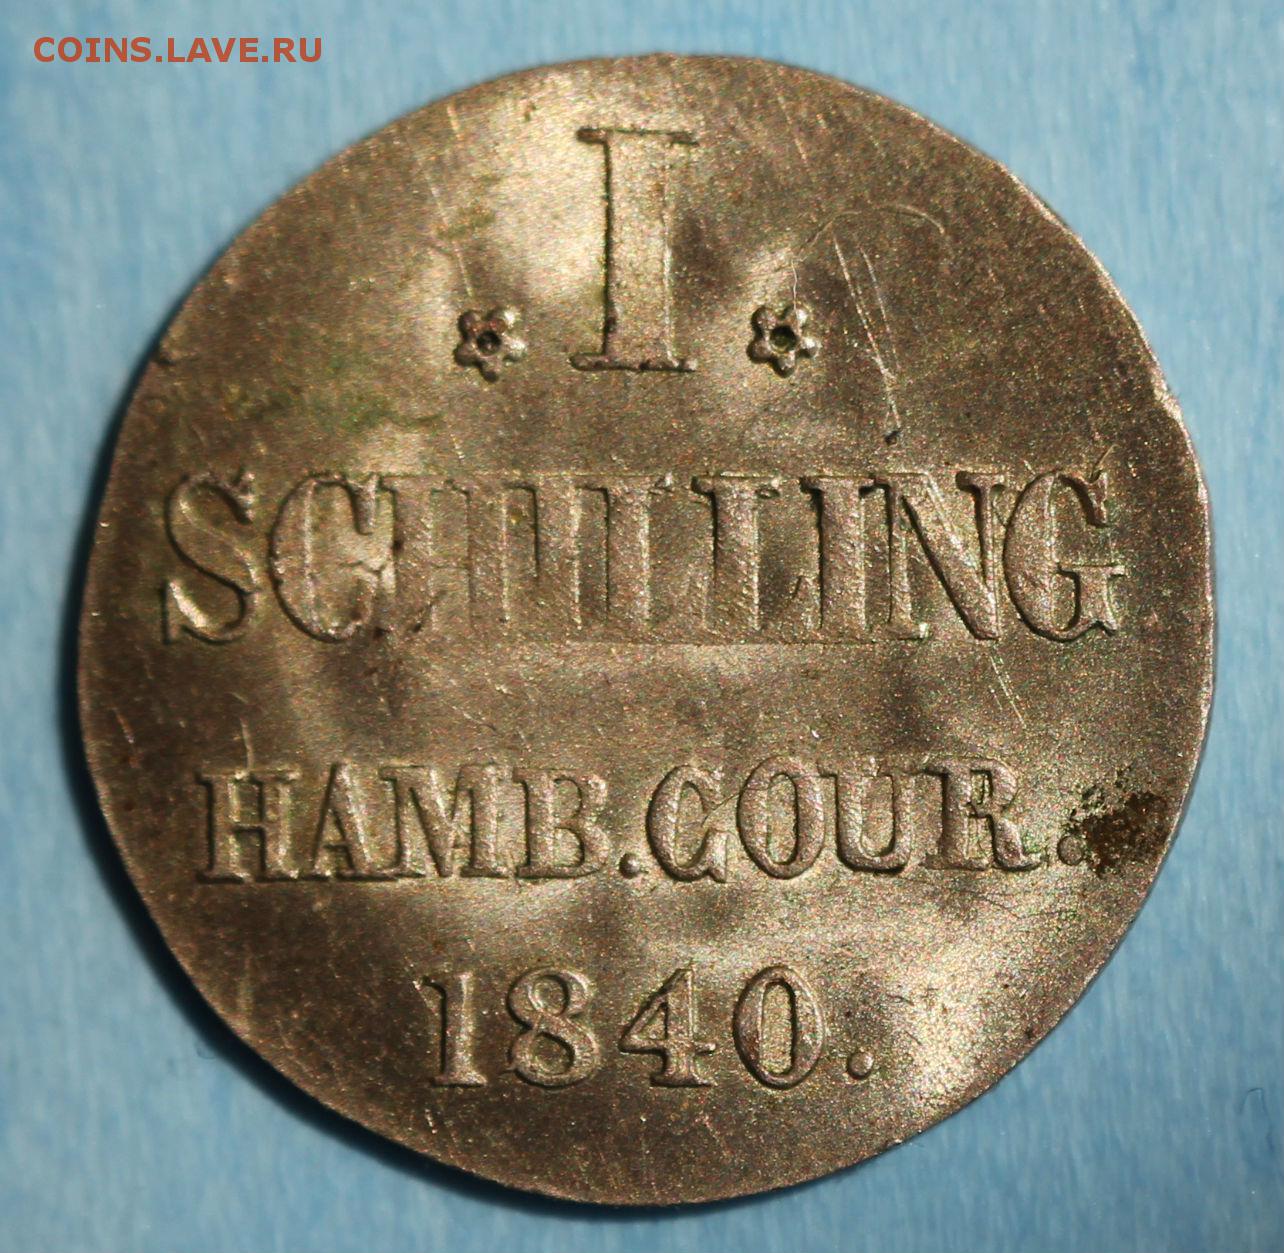 COINS.LAVE.RU
I
SCHILLING
HAMB.COUR.
1840.